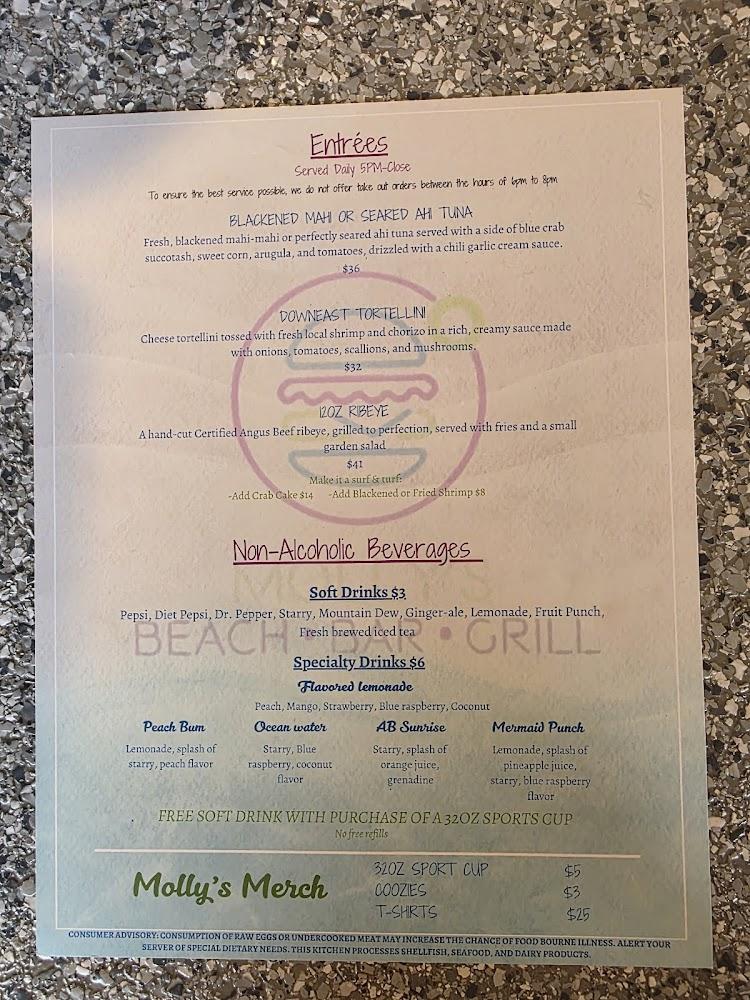 Entrées
Served Daily 5PM-Close
To ensure the best service possible, we do not offer take out orders between the hours of 6pm to 8pm
BLACKENED MAHI OR SEARED AHI TUNA
Fresh, blackened mahi-mahi or perfectly seared ahi tuna served with a side of blue crab
succotash, sweet corn, arugula, and tomatoes, drizzled with a chili garlic cream sauce.
$36
DOWNEAST TORTELLINI
Cheese tortellini tossed with fresh local shrimp and chorizo in a rich, creamy sauce made
with onions, tomatoes, scallions, and mushrooms.
$32
12OZ RIBEYE
A hand-cut Certified Angus Beef ribeye, grilled to perfection, served with fries and a small
garden salad
$41
Make it a surf & turf:
-Add Crab Cake $14 -Add Blackened or Fried Shrimp $8
Non-Alcoholic Beverages
MOLLY'S
Soft Drinks $3
Pepsi, Diet Pepsi, Dr. Pepper, Starry, Mountain Dew, Ginger-ale, Lemonade, Fruit Punch,
Fresh brewed iced tea
BEACH • BAR • GRILL
Specialty Drinks $6
Flavored lemonade
Peach, Mango, Strawberry, Blue raspberry, Coconut
Peach Bum
Lemonade, splash of
starry, peach flavor
Ocean water
Starry, Blue
raspberry, coconut
flavor
AB Sunrise
Starry, splash of
orange juice,
grenadine
Mermaid Punch
Lemonade, splash of
pineapple juice,
starry, blue raspberry
flavor
FREE SOFT DRINK WITH PURCHASE OF A 32OZ SPORTS CUP
No free refills
Molly's Merch
32OZ SPORT CUP $5
COOZIES $3
T-SHIRTS $25
CONSUMER ADVISORY: CONSUMPTION OF RAW EGGS OR UNDERCOOKED MEAT MAY INCREASE THE CHANCE OF FOOD BOURNE ILLNESS. ALERT YOUR
SERVER OF SPECIAL DIETARY NEEDS. THIS KITCHEN PROCESSES SHELLFISH, SEAFOOD, AND DAIRY PRODUCTS.